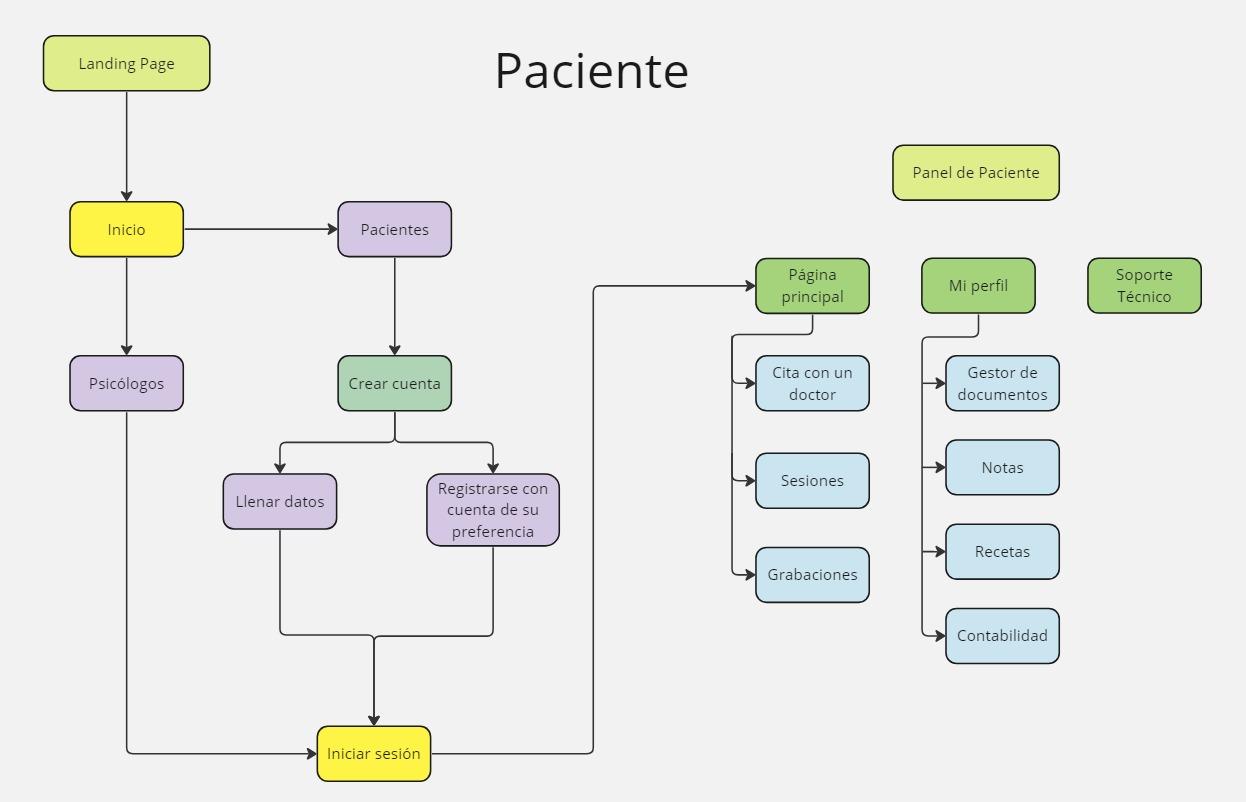 Paciente
Landing Page
Inicio
Pacientes
Psicólogos
Crear cuenta
Llenar datos
Registrarse con
cuenta de su
preferencia
Iniciar sesión
Panel de Paciente
Página
principal
Cita con un
doctor
Sesiones
Grabaciones
Mi perfil
Gestor de
documentos
Notas
Recetas
Contabilidad
Soporte
Técnico